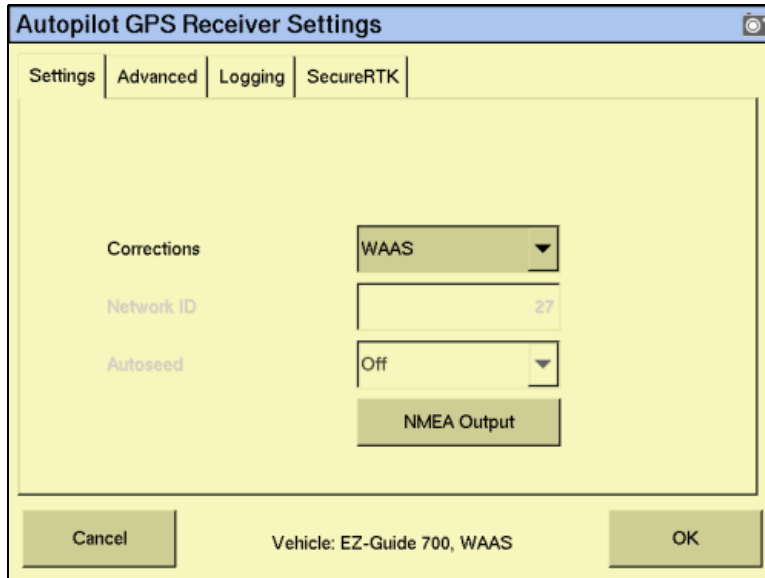 Autopilot GPS Receiver Settings
Settings Advanced Logging SecureRTK
Corrections WAAS
Network ID 27
Autoseed Off
NMEA Output
Cancel Vehicle: EZ-Guide 700, WAAS OK